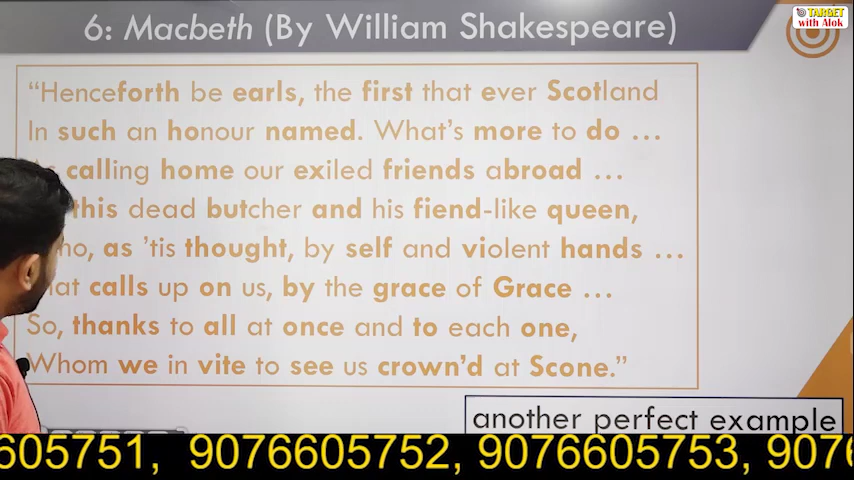 6: Macbeth (By William Shakespeare)
TARGET
with Alok
“Henceforth be earls, the first that ever Scotland
In such an honour named. What’s more to do …
calling home our exiled friends abroad …
this dead butcher and his fiend-like queen,
as ’tis thought, by self and violent hands …
calls up on us, by the grace of Grace …
So, thanks to all at once and to each one,
Whom we in vite to see us crown’d at Scone.”
another perfect example
605751, 9076605752, 9076605753, 9076